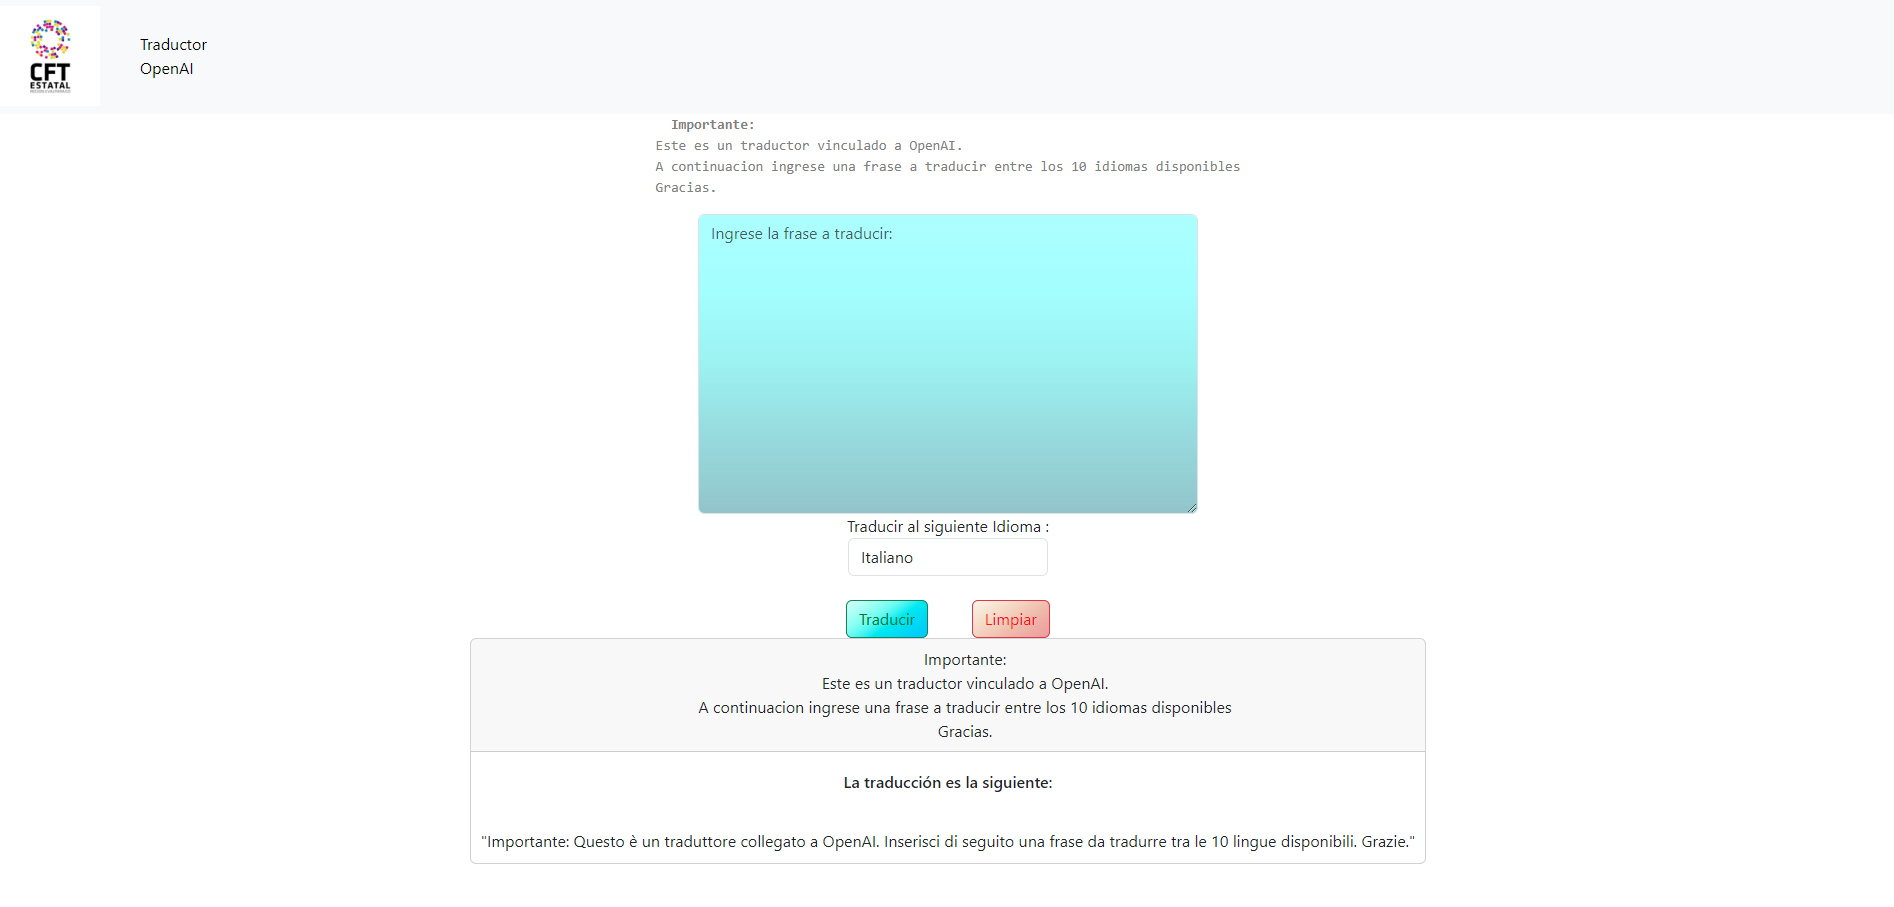 CFT
ESTATAL
Traductor
OpenAI
Importante:
Este es un traductor vinculado a OpenAI.
A continuacion ingrese una frase a traducir entre los 10 idiomas disponibles
Gracias.
Ingrese la frase a traducir:
Traducir al siguiente Idioma :
Italiano
Traducir
Limpiar
Importante:
Este es un traductor vinculado a OpenAI.
A continuacion ingrese una frase a traducir entre los 10 idiomas disponibles
Gracias.
La traducción es la siguiente:
"Importante: Questo è un traduttore collegato a OpenAI. Inserisci di seguito una frase da tradurre tra le 10 lingue disponibili. Grazie."